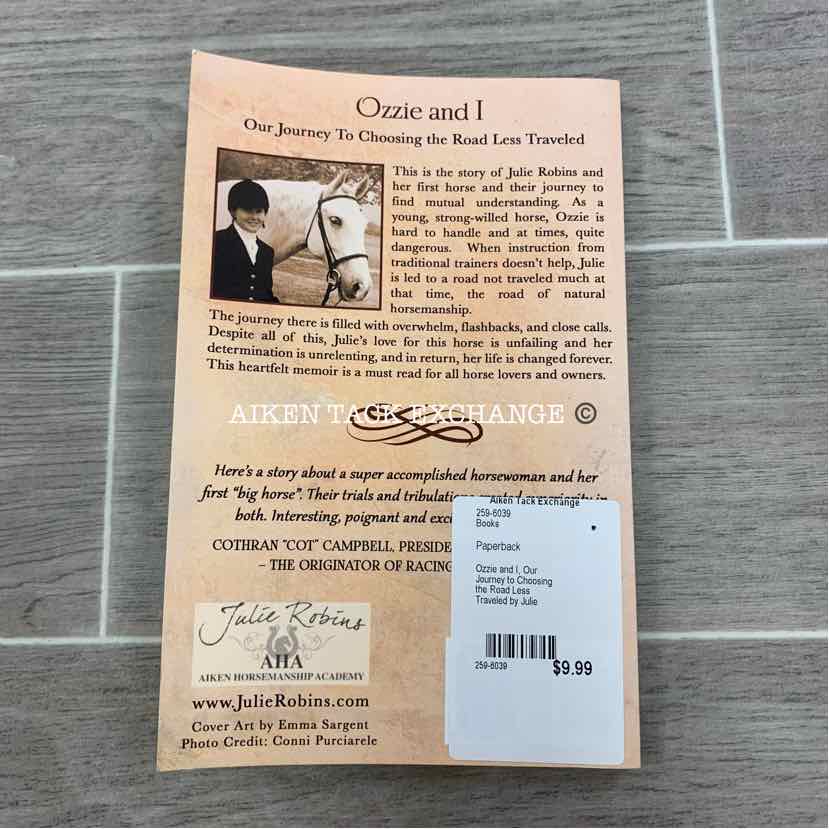 Ozzie and I
Our Journey To Choosing the Road Less Traveled
This is the story of Julie Robins and
her first horse and their journey to
find mutual understanding. As a
young, strong-willed horse, Ozzie is
hard to handle and at times, quite
dangerous. When instruction from
traditional trainers doesn't help, Julie
is led to a road not traveled much at
that time, the road of natural
horsemanship.
The journey there is filled with overwhelm, flashbacks, and close calls.
Despite all of this, Julie's love for this horse is unfailing and her
determination is unrelenting, and in return, her life is changed forever.
This heartfelt memoir is a must read for all horse lovers and owners.
AIKEN TACK EXCHANGE ©
Here's a story about a super accomplished horsewoman and her
first "big horse". Their trials and tribulations in
both. Interesting, poignant and
COTHRAN "COT" CAMPBELL,
– THE ORIGINATOR OF RACING
Julie Robins
AHA
AIKEN HORSEMANSHIP ACADEMY
www.JulieRobins.com
Cover Art by Emma Sargent
Photo Credit: Conni Purciarele
Aiken Tack Exchange
259-6039
Books
Paperback
Ozzie and I, Our
Journey to Choosing
the Road Less
Traveled by Julie
259-6039
$9.99